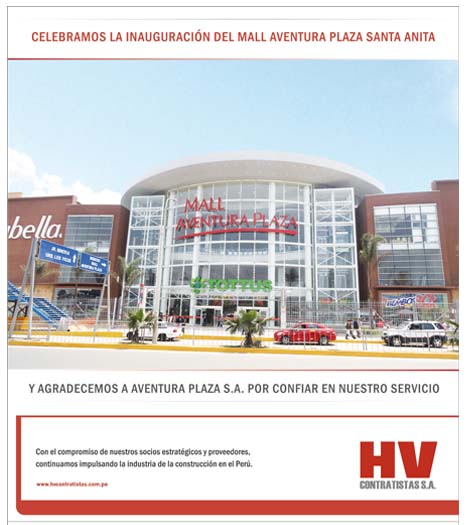 CELEBRAMOS LA INAUGURACIÓN DEL MALL AVENTURA PLAZA SANTA ANITA
MALL
AVENTURA PLAZA
abella.
TOTTUS
Y AGRADECEMOS A AVENTURA PLAZA S.A. POR CONFIAR EN NUESTRO SERVICIO
Con el compromiso de nuestros socios estratégicos y proveedores,
continuamos impulsando la industria de la construcción en el Perú.
www.hvcontratistas.com.pe
HV
CONTRATISTAS S.A.